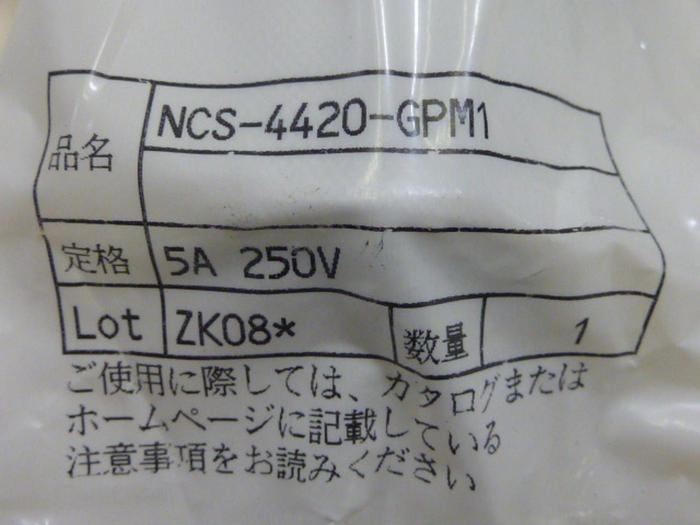 品名 NCS-4420-GPM1
定格 5A 250V
Lot ZK08* 数量 1
ご使用に際しては、カタログまたは
ホームページに記載している
注意事項をお読みください